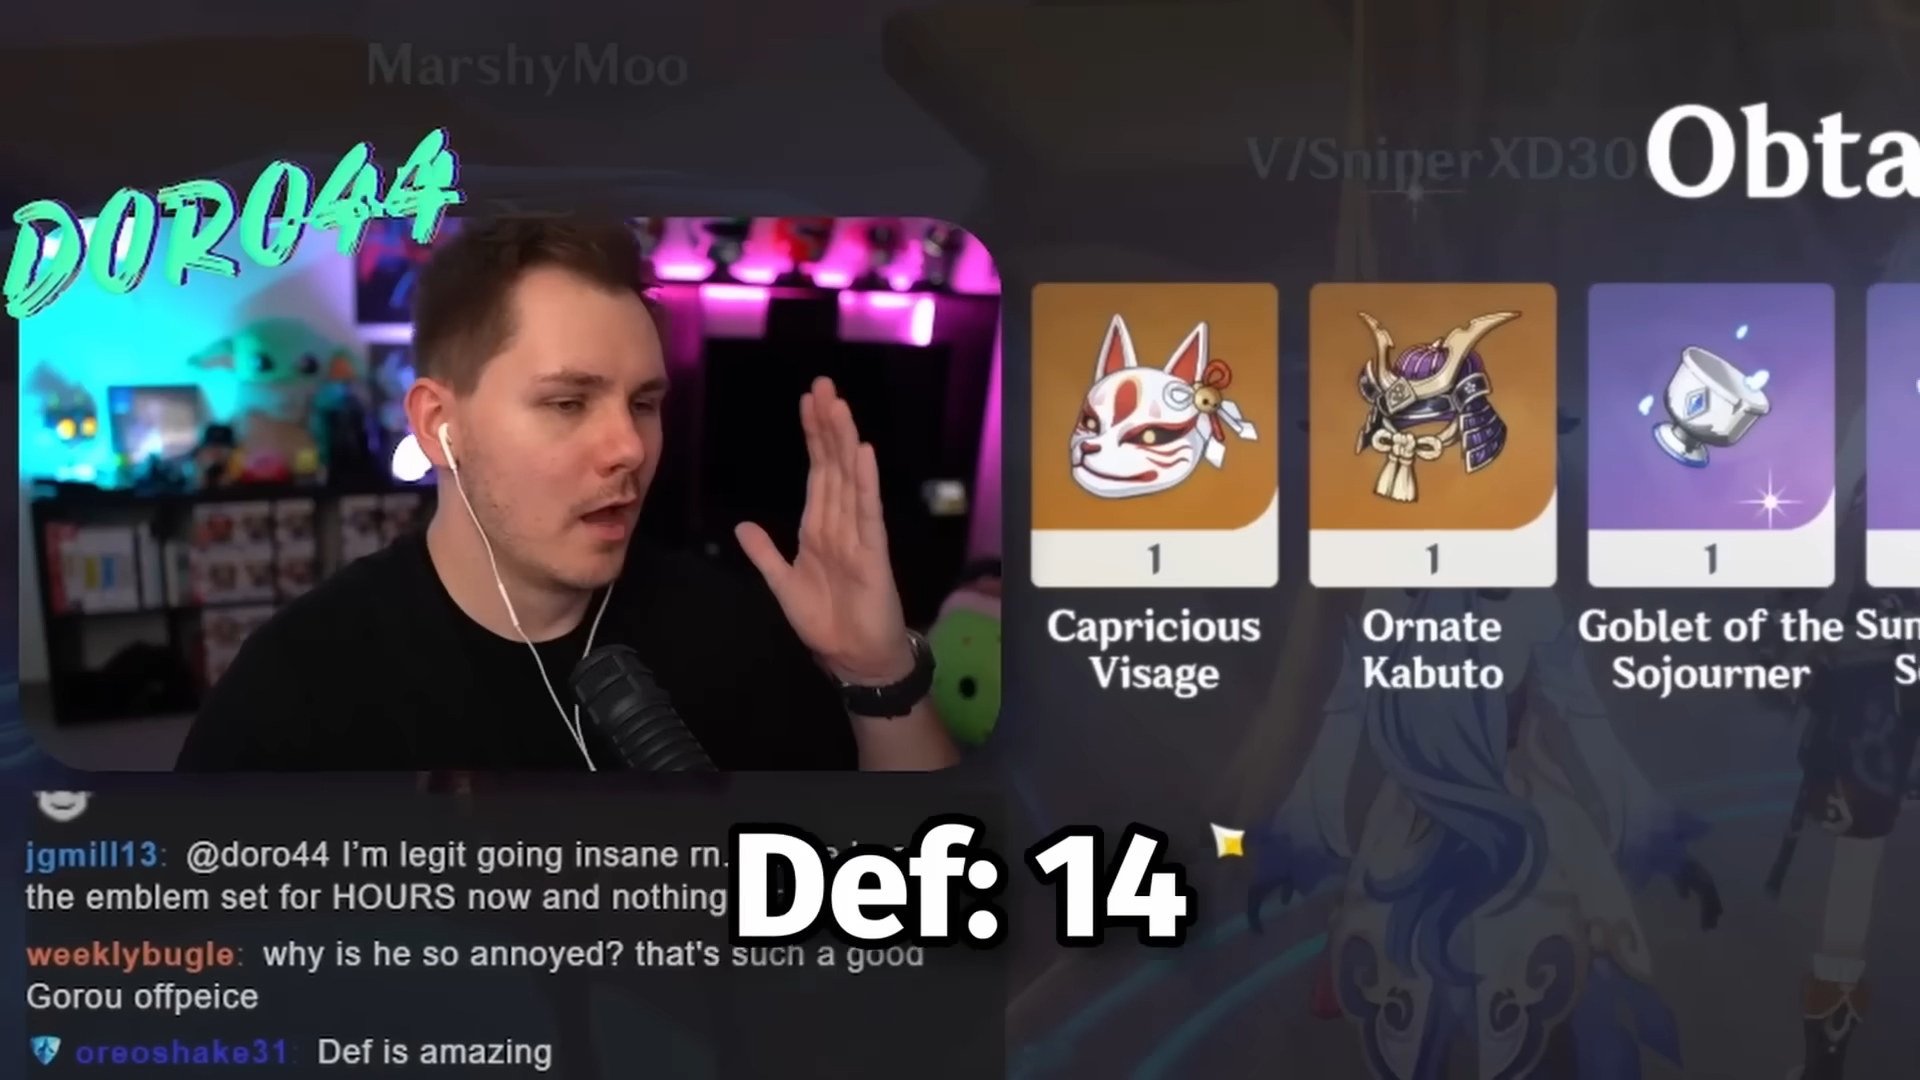 MarshyMoo
DORO44
V/SniperXD30
Obta
1
1
1
Capricious
Visage
Ornate
Kabuto
Goblet of the
Sojourner
Sun
S
jgmill13: @doro44 I'm legit going insane rn.
the emblem set for HOURS now and nothing
Def: 14
weeklybugle: why is he so annoyed? that's such a good
Gorou offpeice
oreoshake31: Def is amazing